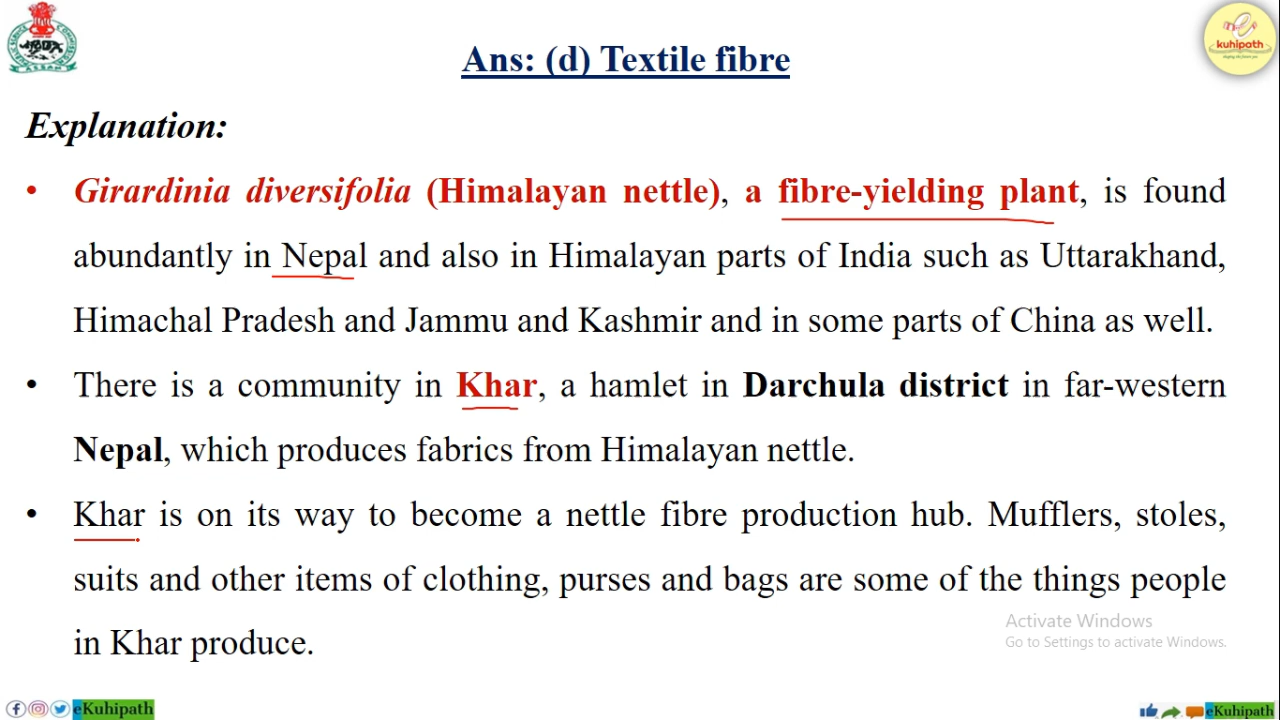 Ans: (d) Textile fibre
kuhipath
Explanation:
• Girardinia diversifolia (Himalayan nettle), a fibre-yielding plant, is found
abundantly in Nepal and also in Himalayan parts of India such as Uttarakhand,
Himachal Pradesh and Jammu and Kashmir and in some parts of China as well.
• There is a community in Khar, a hamlet in Darchula district in far-western
Nepal, which produces fabrics from Himalayan nettle.
• Khar is on its way to become a nettle fibre production hub. Mufflers, stoles,
suits and other items of clothing, purses and bags are some of the things people
in Khar produce.
Activate Windows
Go to Settings to activate Windows.
eKuhipath
eKuhipath